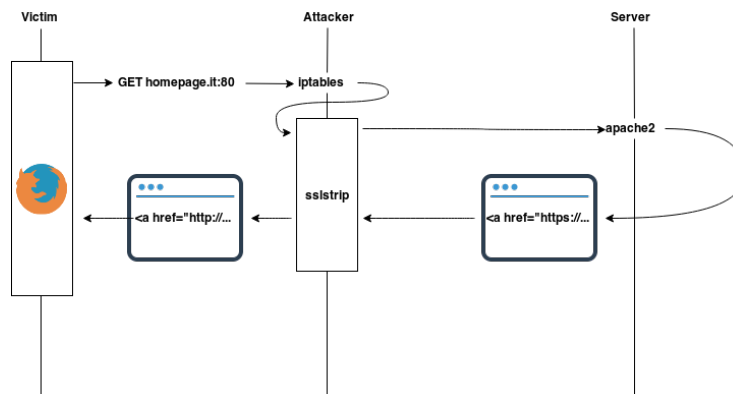 Victim
Attacker
Server
GET homepage.it:80
iptables
apache2
sslstrip
<a href="http://...
<a href="https://...